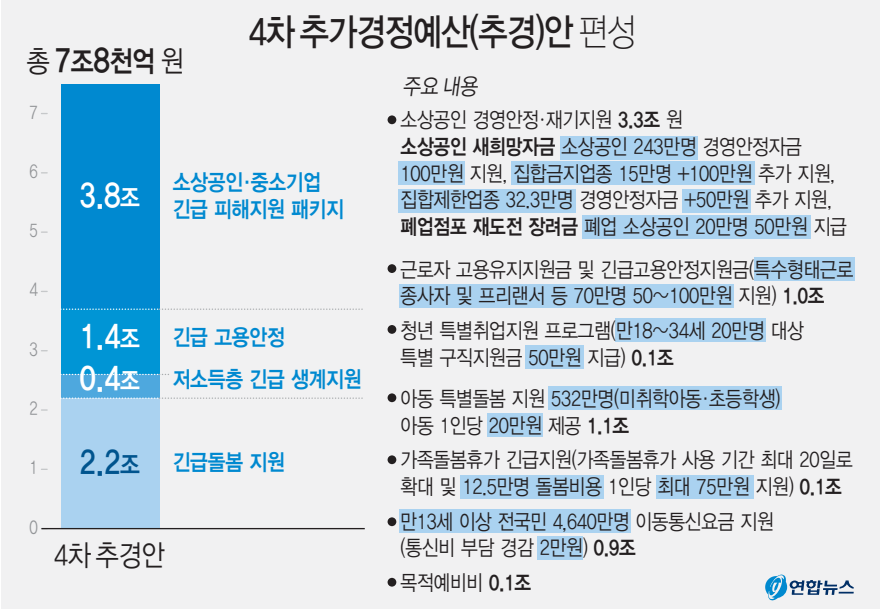 4차 추가경정예산(추경)안 편성
총 7조8천억 원
7
6
5
4
3
2
1
0
3.8조
소상공인·중소기업
긴급 피해지원 패키지
1.4조
긴급 고용안정
0.4조
저소득층 긴급 생계지원
2.2조
긴급돌봄 지원
4차 추경안
주요 내용
●소상공인 경영안정·재기지원 3.3조 원
소상공인 새희망자금 소상공인 243만명 경영안정자금
100만원 지원, 집합금지업종 15만명 +100만원 추가 지원,
집합제한업종 32.3만명 경영안정자금 +50만원 추가 지원,
폐업점포 재도전 장려금 폐업 소상공인 20만명 50만원 지급
●근로자 고용유지지원금 및 긴급고용안정지원금(특수형태근로
종사자 및 프리랜서 등 70만명 50~100만원 지원) 1.0조
●청년 특별취업지원 프로그램(만18~34세 20만명 대상
특별 구직지원금 50만원 지급) 0.1조
●아동 특별돌봄 지원 532만명(미취학아동·초등학생)
아동 1인당 20만원 제공 1.1조
●가족돌봄휴가 긴급지원(가족돌봄휴가 사용 기간 최대 20일로
확대 및 12.5만명 돌봄비용 1인당 최대 75만원 지원) 0.1조
●만13세 이상 전국민 4,640만명 이동통신요금 지원
(통신비 부담 경감 2만원) 0.9조
●목적예비비 0.1조
연합뉴스